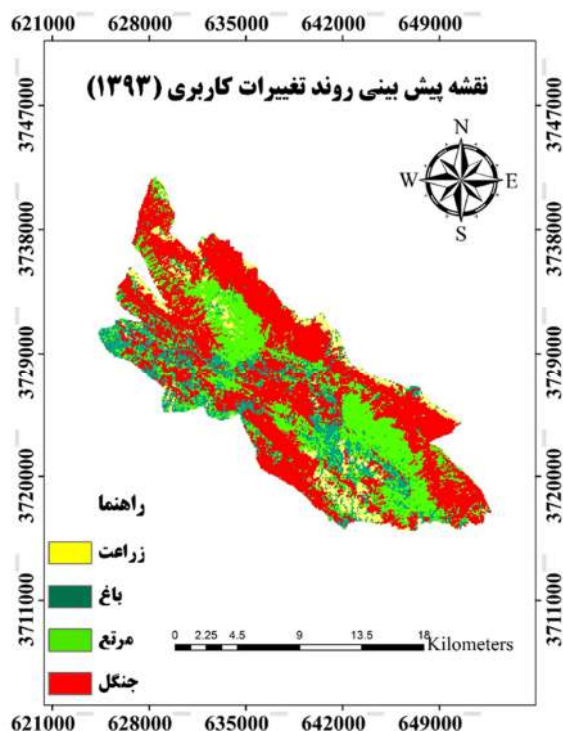 621000 628000 635000 642000 649000
نقشه پیش بینی روند تغییرات کاربری (۱۳۹۳)
N
W E
S
3747000 3747000
3738000 3738000
3729000 3729000
3720000 3720000
3711000 3711000
راهنما
زراعت
باغ
مرتع
جنگل
0 2.25 4.5 9 13.5 18
Kilometers
621000 628000 635000 642000 649000